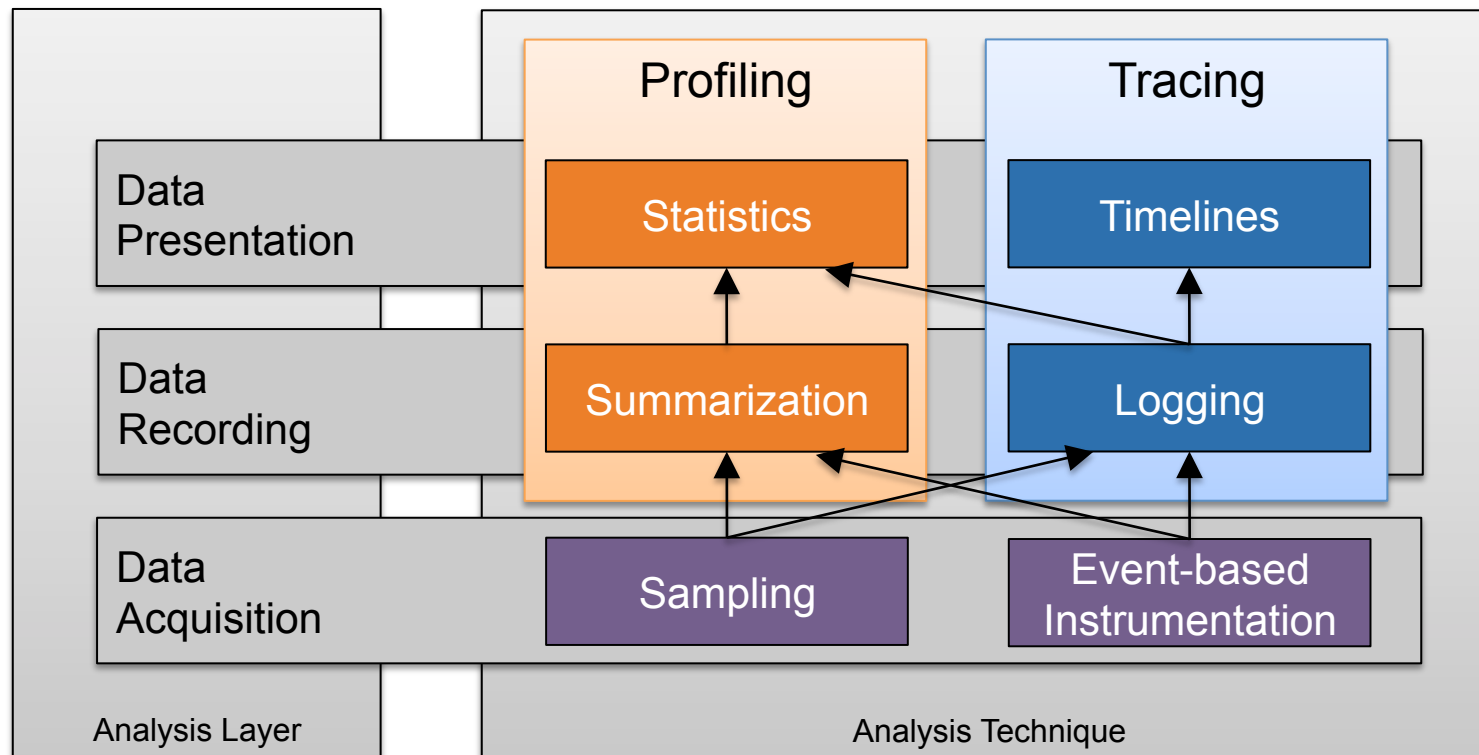 Profiling
Tracing
Data
Presentation
Statistics
Timelines
Data
Recording
Summarization
Logging
Data
Acquisition
Sampling
Event-based
Instrumentation
Analysis Layer
Analysis Technique